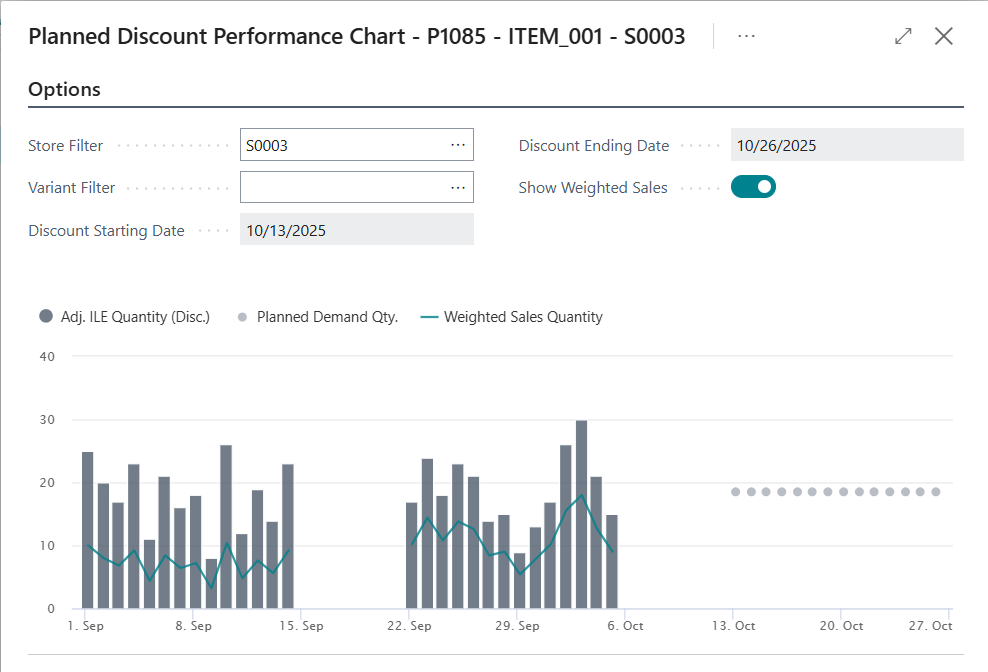 Planned Discount Performance Chart - P1085 - ITEM_001 - S0003
Options
Store Filter S0003 Discount Ending Date 10/26/2025
Variant Filter Show Weighted Sales
Discount Starting Date 10/13/2025
Adj. ILE Quantity (Disc.) Planned Demand Qty. Weighted Sales Quantity
40
30
20
10
0
1. Sep 8. Sep 15. Sep 22. Sep 29. Sep 6. Oct 13. Oct 20. Oct 27. Oct